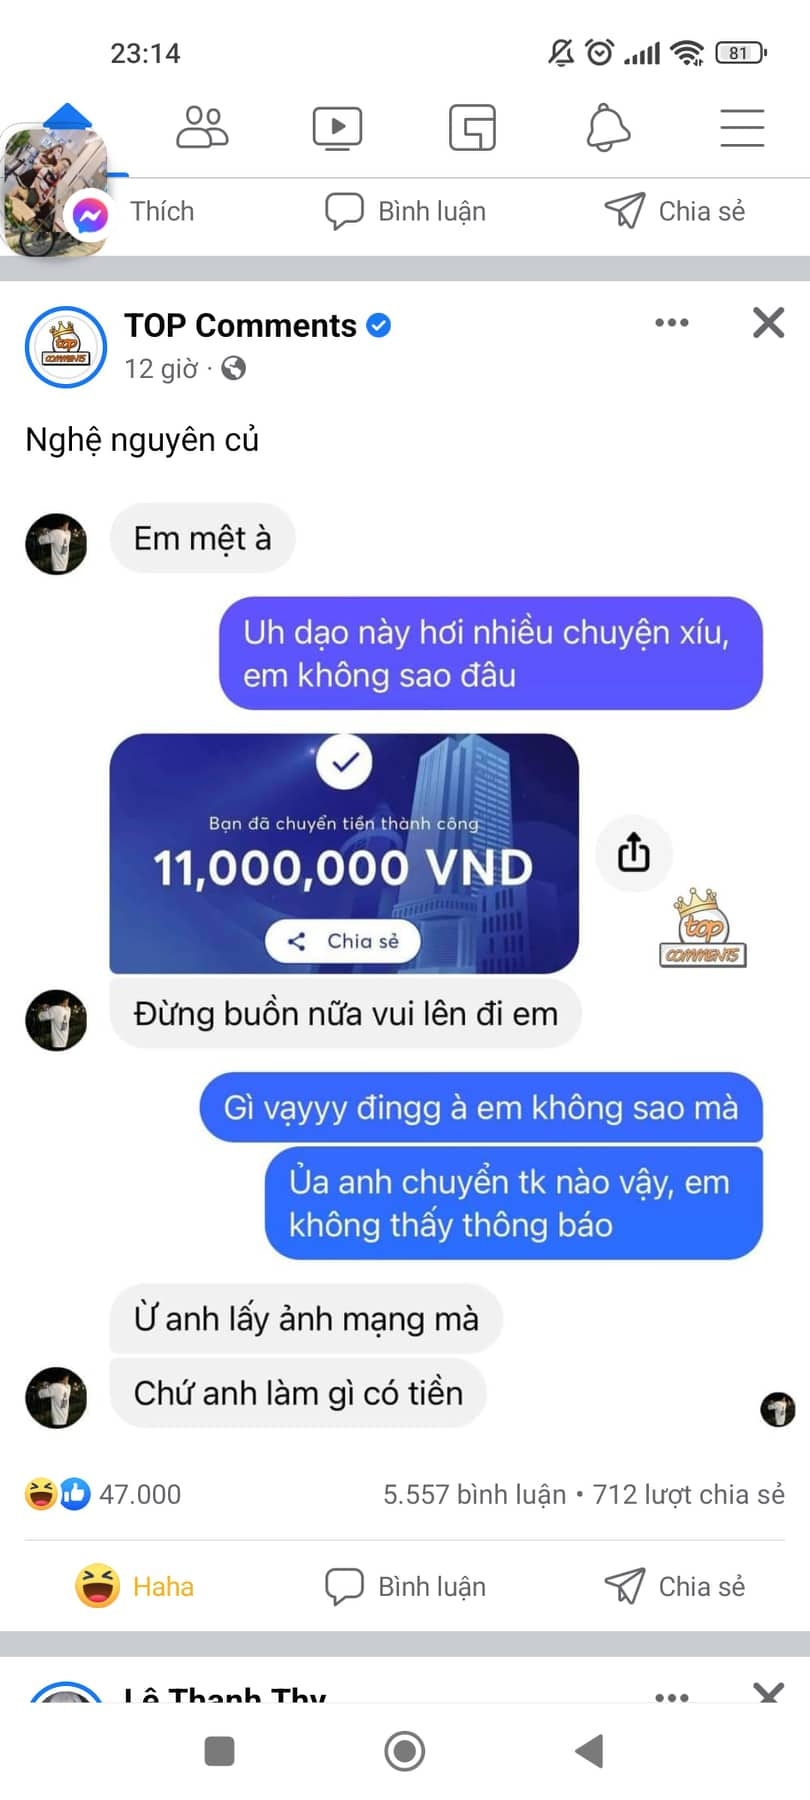 23:14
81
Thích
Bình luận
Chia sẻ
TOP Comments
12 giờ ·
Nghệ nguyên củ
Em mệt à
Uh dạo này hơi nhiều chuyện xíu,
em không sao đâu
Bạn đã chuyển tiền thành công
11,000,000 VND
Chia sẻ
top
COMMENTS
Đừng buồn nữa vui lên đi em
Gì vạyyy đingg à em không sao mà
Ủa anh chuyển tk nào vậy, em
không thấy thông báo
Ừ anh lấy ảnh mạng mà
Chứ anh làm gì có tiền
47.000
5.557 bình luận • 712 lượt chia sẻ
Haha
Bình luận
Chia sẻ
Lê Thanh Thy